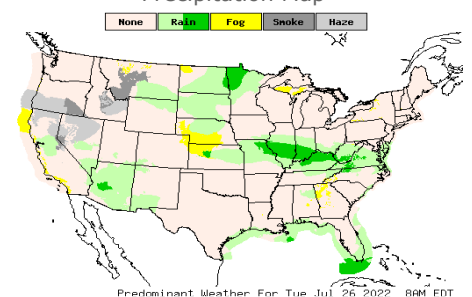 Precipitation Map
None Rain Fog Smoke Haze
Predominant Weather For Tue Jul 26 2022 8AM EDT